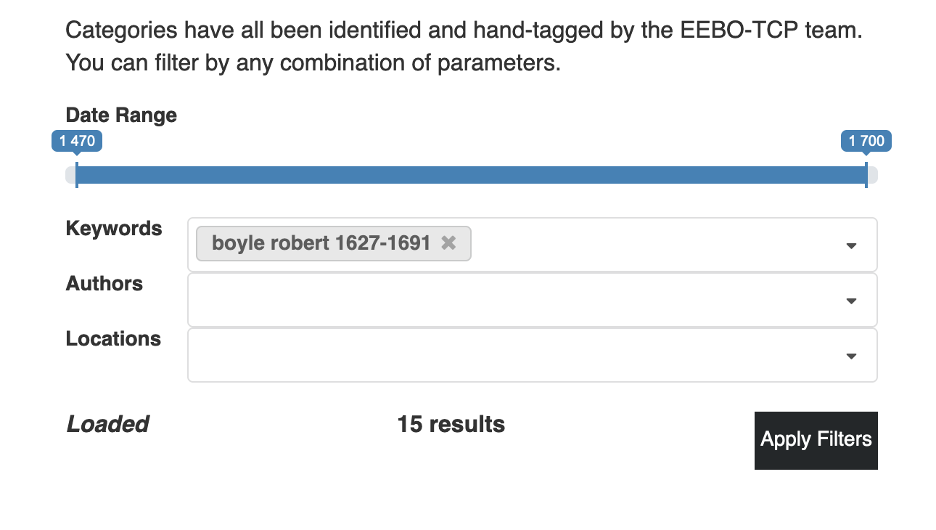 Categories have all been identified and hand-tagged by the EEBO-TCP team.
You can filter by any combination of parameters.
Date Range
1 470
1 700
Keywords
boyle robert 1627-1691 ✖
Authors
Locations
Loaded
15 results
Apply Filters